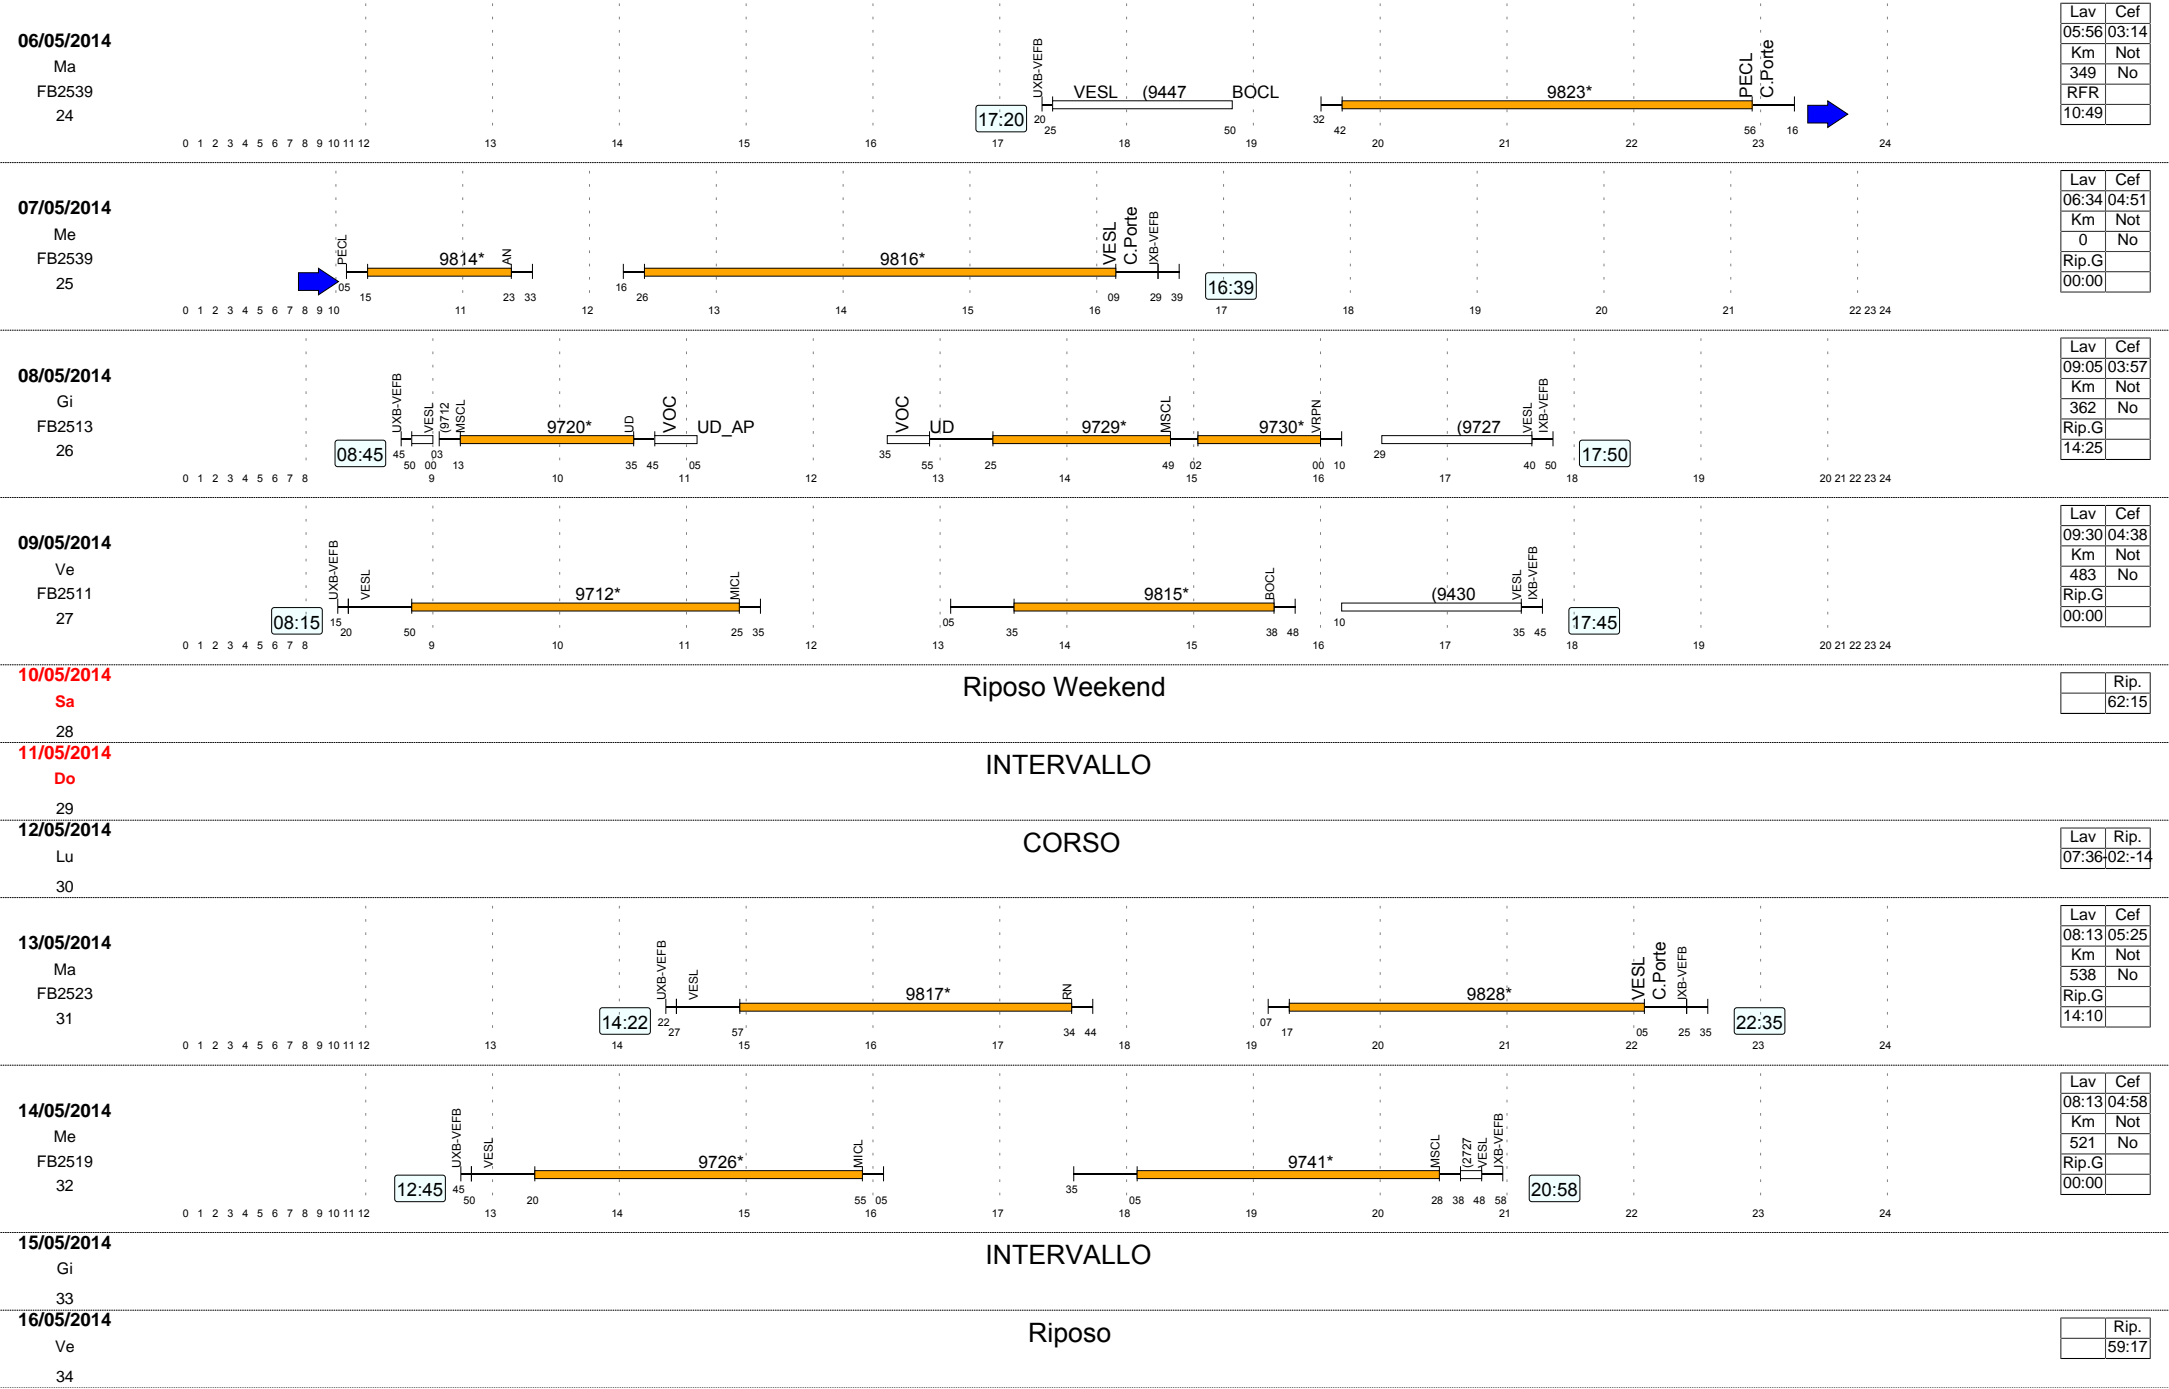 06/05/2014
Ma
FB2539
24
17:20
UXB-VEFB
VESL (9447 BOCL
9823*
PECL
C.Porte
20 25 50 32 42 56 16
0 1 2 3 4 5 6 7 8 9 10 11 12 13 14 15 16 17 18 19 20 21 22 23 24
Lav Cef
05:56 03:14
Km Not
349 No
RFR
10:49
07/05/2014
Me
FB2539
25
PECL
9814*
AN
9816*
VESL
C.Porte
IXB-VEFB
16:39
05 15 23 33 16 26 09 29 39
0 1 2 3 4 5 6 7 8 9 10 11 12 13 14 15 16 17 18 19 20 21 22 23 24
Lav Cef
06:34 04:51
Km Not
0 No
Rip.G
00:00
08/05/2014
Gi
FB2513
26
08:45
UXB-VEFB
VESL
(9712
MSCL
9720*
UD
VOC
UD_AP
VOC
UD
9729*
MSCL
9730*
VRPN
(9727
VESL
IXB-VEFB
17:50
45 50 00 03 13 35 45 05 35 55 25 49 02 00 10 29 40 50
0 1 2 3 4 5 6 7 8 9 10 11 12 13 14 15 16 17 18 19 20 21 22 23 24
Lav Cef
09:05 03:57
Km Not
362 No
Rip.G
14:25
09/05/2014
Ve
FB2511
27
08:15
UXB-VEFB
VESL
9712*
MICL
9815*
BOCL
(9430
VESL
IXB-VEFB
17:45
15 20 50 25 35 05 35 38 48 10 35 45
0 1 2 3 4 5 6 7 8 9 10 11 12 13 14 15 16 17 18 19 20 21 22 23 24
Lav Cef
09:30 04:38
Km Not
483 No
Rip.G
00:00
10/05/2014
Sa
28
Riposo Weekend
Rip.
62:15
11/05/2014
Do
29
INTERVALLO
12/05/2014
Lu
30
CORSO
Lav Rip.
07:36 -02:-14
13/05/2014
Ma
FB2523
31
14:22
UXB-VEFB
VESL
9817*
RN
9828*
VESL
C.Porte
IXB-VEFB
22:35
22 27 57 34 44 07 17 05 25 35
0 1 2 3 4 5 6 7 8 9 10 11 12 13 14 15 16 17 18 19 20 21 22 23 24
Lav Cef
08:13 05:25
Km Not
538 No
Rip.G
14:10
14/05/2014
Me
FB2519
32
12:45
UXB-VEFB
VESL
9726*
MICL
9741*
MSCL
(2727
VESL
IXB-VEFB
20:58
45 50 20 55 05 35 05 28 38 48 58
0 1 2 3 4 5 6 7 8 9 10 11 12 13 14 15 16 17 18 19 20 21 22 23 24
Lav Cef
08:13 04:58
Km Not
521 No
Rip.G
00:00
15/05/2014
Gi
33
INTERVALLO
16/05/2014
Ve
34
Riposo
Rip.
59:17